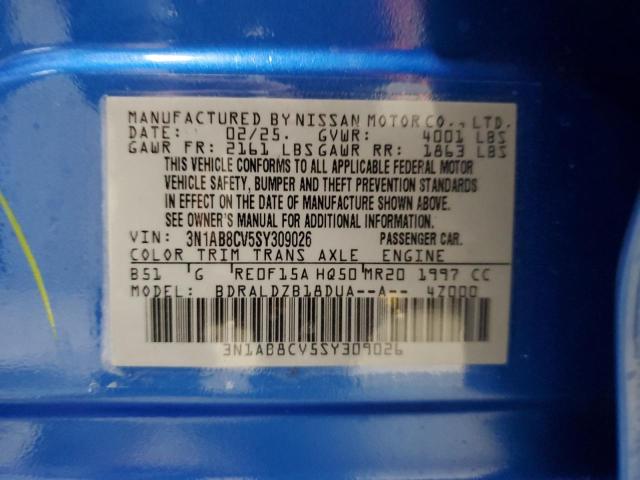 MANUFACTURED BY NISSAN MOTOR CO., LTD.
DATE: 02/25. GVWR: 4001 LBS
GAWR FR: 2161 LBS GAWR RR: 1863 LBS
THIS VEHICLE CONFORMS TO ALL APPLICABLE FEDERAL MOTOR
VEHICLE SAFETY, BUMPER AND THEFT PREVENTION STANDARDS
IN EFFECT ON THE DATE OF MANUFACTURE SHOWN ABOVE.
SEE OWNER'S MANUAL FOR ADDITIONAL INFORMATION.
VIN: 3N1AB8CV5SY309026 PASSENGER CAR.
COLOR TRIM TRANS AXLE ENGINE
B51 G RE0F15A HQ50 MR20 1997 CC
MODEL: BDRALDZB18DUA--A-- 4Z000
3N1AB8CV5SY309026